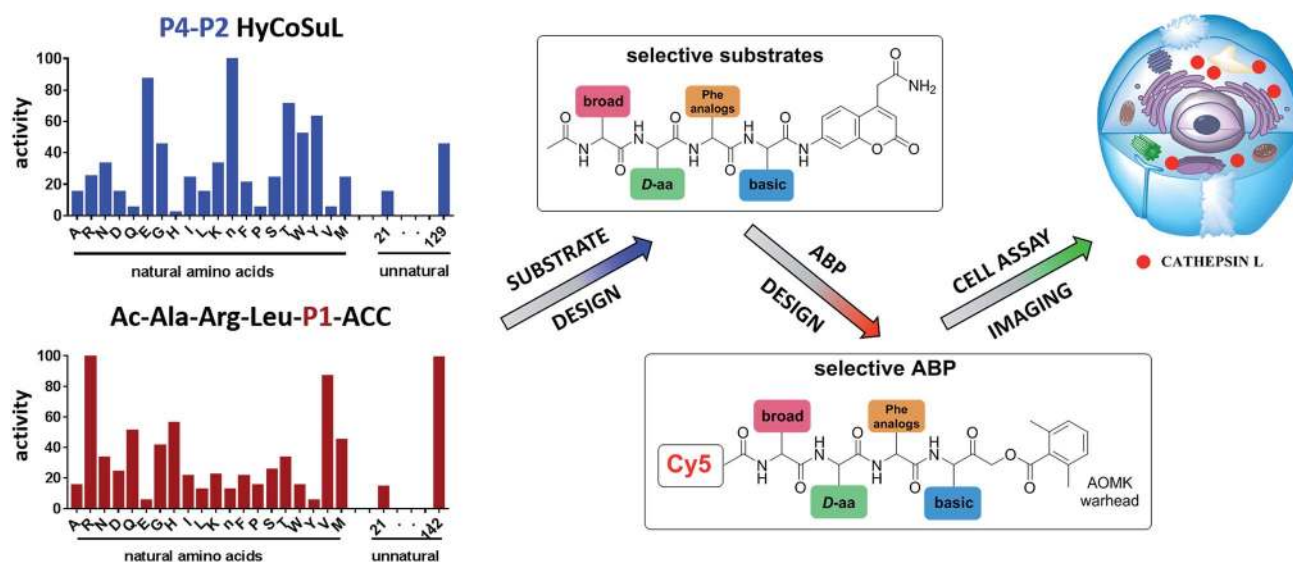 P4-P2 HyCoSuL
activity
100
80
60
40
20
0
A R N D Q E G H I L K n F P S T W Y V M 21 . . 129
natural amino acids unnatural
Ac-Ala-Arg-Leu-P1-ACC
activity
100
80
60
40
20
0
A R N D Q E G H I L K n F P S T W Y V M 21 . . 142
natural amino acids unnatural
SUBSTRATE
DESIGN
selective substrates
broad
Phe
analogs
D-aa
basic
O
NH2
O
H
N
O
H
N
O
N
H
O
N
H
O
N
H
O
O
ABP
DESIGN
selective ABP
Cy5
broad
Phe
analogs
D-aa
basic
O
N
H
O
H
N
O
N
H
O
H
N
O
O
O
AOMK
warhead
CELL ASSAY
IMAGING
CATHEPSIN L